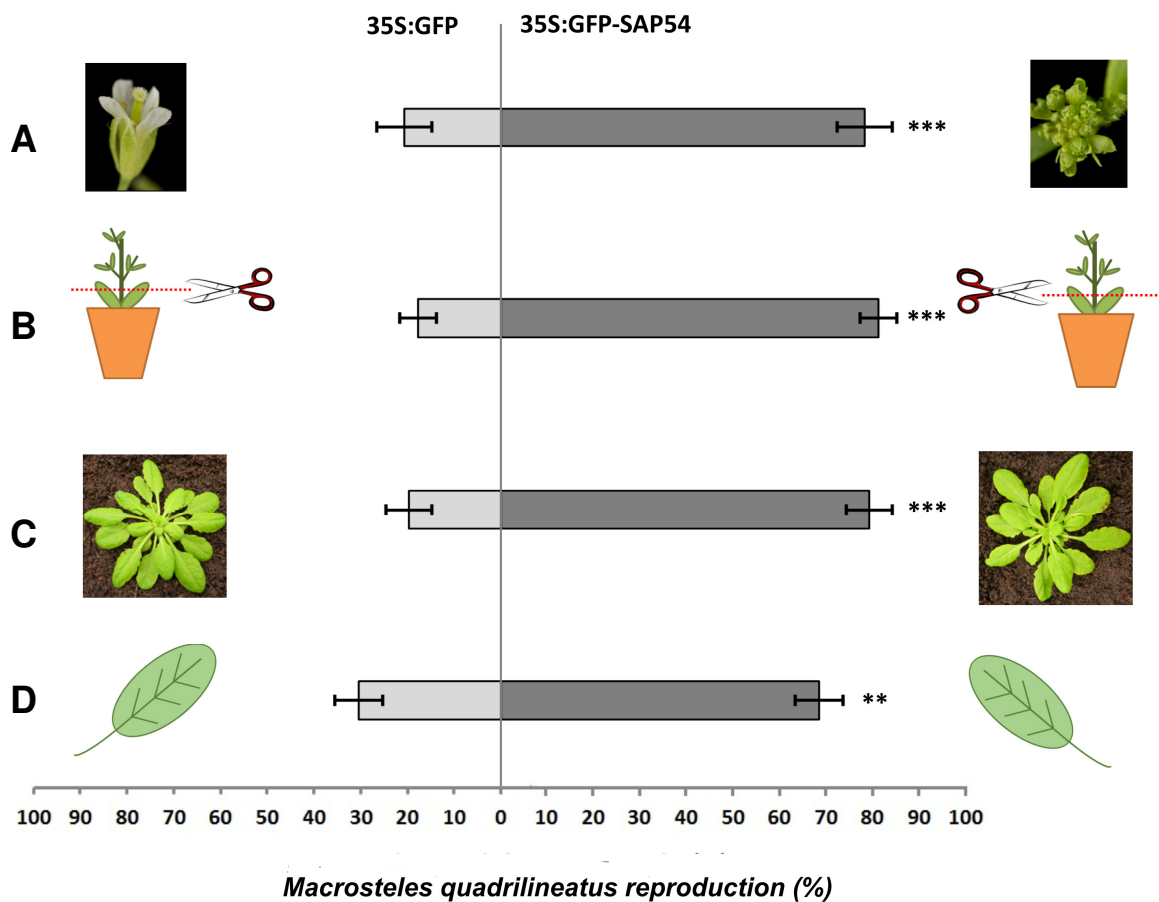 35S:GFP 35S:GFP-SAP54
A ***
B ***
C ***
D **
100 90 80 70 60 50 40 30 20 10 0 10 20 30 40 50 60 70 80 90 100
Macrosteles quadrilineatus reproduction (%)